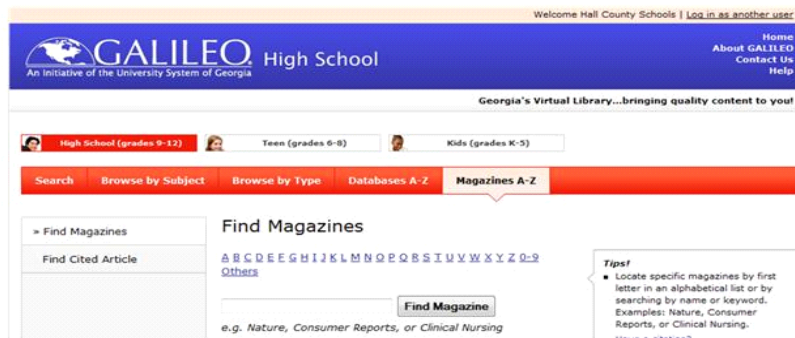 Welcome Hall County Schools | Log in as another user
GALILEO High School
An Initiative of the University System of Georgia
Home
About GALILEO
Contact Us
Help
Georgia's Virtual Library...bringing quality content to you!
High School (grades 9-12) Teen (grades 6-8) Kids (grades K-5)
Search Browse by Subject Browse by Type Databases A-Z Magazines A-Z
» Find Magazines
Find Cited Article
Find Magazines
A B C D E F G H I J K L M N O P Q R S T U V W X Y Z 0-9
Others
Find Magazine
e.g. Nature, Consumer Reports, or Clinical Nursing
Tips!
▪ Locate specific magazines by first
letter in an alphabetical list or by
searching by name or keyword.
Examples: Nature, Consumer
Reports, or Clinical Nursing.